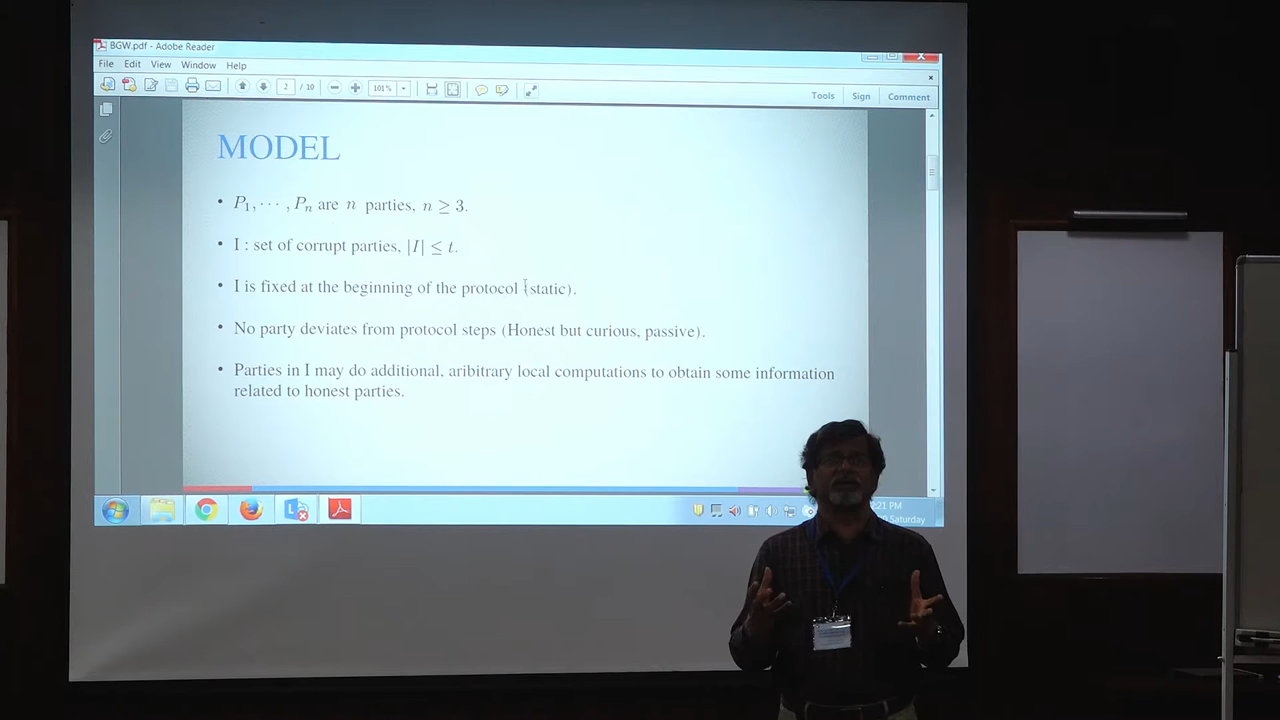 BGW.pdf - Adobe Reader
File Edit View Window Help
2 / 10 101% Tools Sign Comment
MODEL
• P₁, ⋯ , Pₙ are n parties, n ≥ 3.
• I : set of corrupt parties, |I| ≤ t.
• I is fixed at the beginning of the protocol (static).
• No party deviates from protocol steps (Honest but curious, passive).
• Parties in I may do additional, aribitrary local computations to obtain some information
related to honest parties.
:21 PM
Saturday